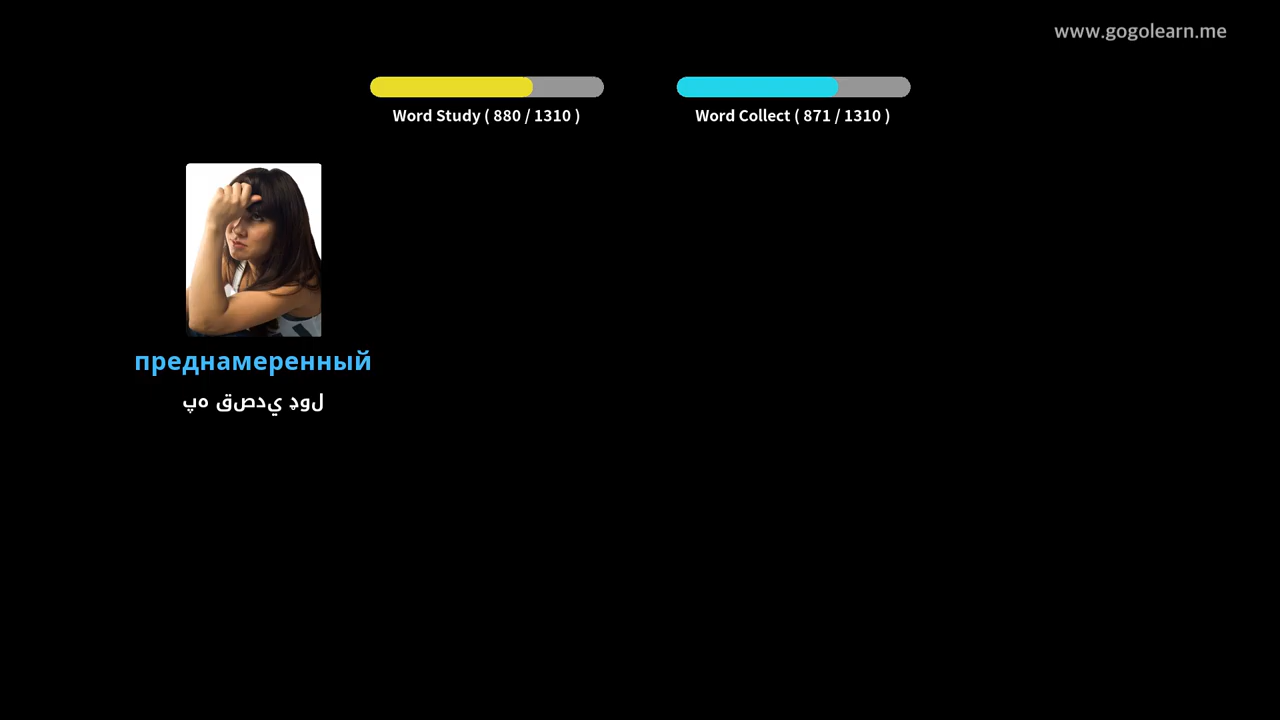 www.gogolearn.me
Word Study ( 880 / 1310 )
Word Collect ( 871 / 1310 )
преднамеренный
په قصدي ډول